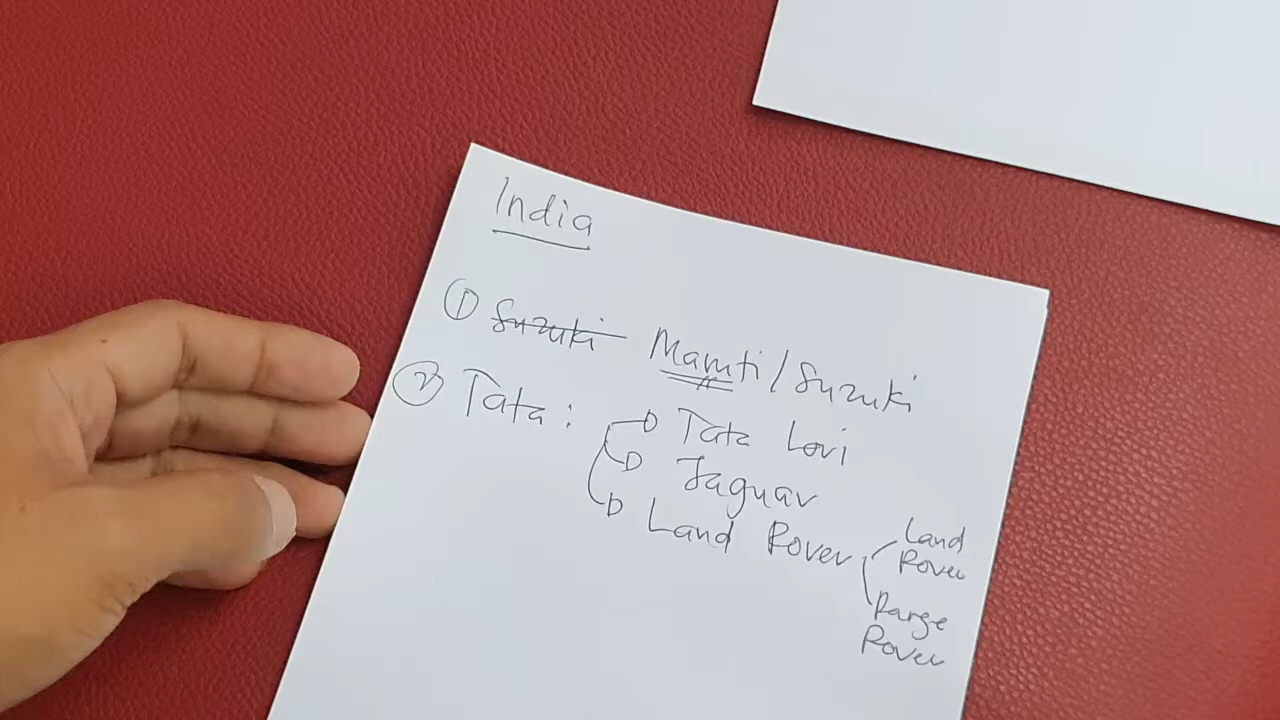 India
① Suzuki Maruti/Suzuki
② Tata:
Tata Lori
Jaguar
Land Rover
Land
Rover
Range
Rover